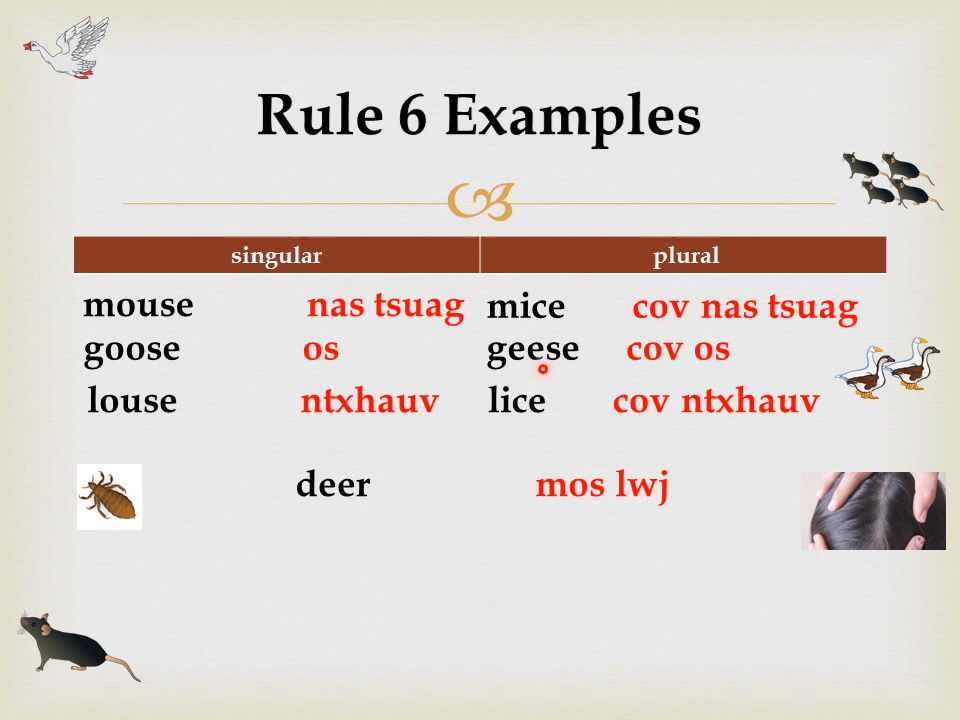 Rule 6 Examples
singular plural
mouse nas tsuag mice cov nas tsuag
goose os geese cov os
louse ntxhauv lice cov ntxhauv
deer mos lwj